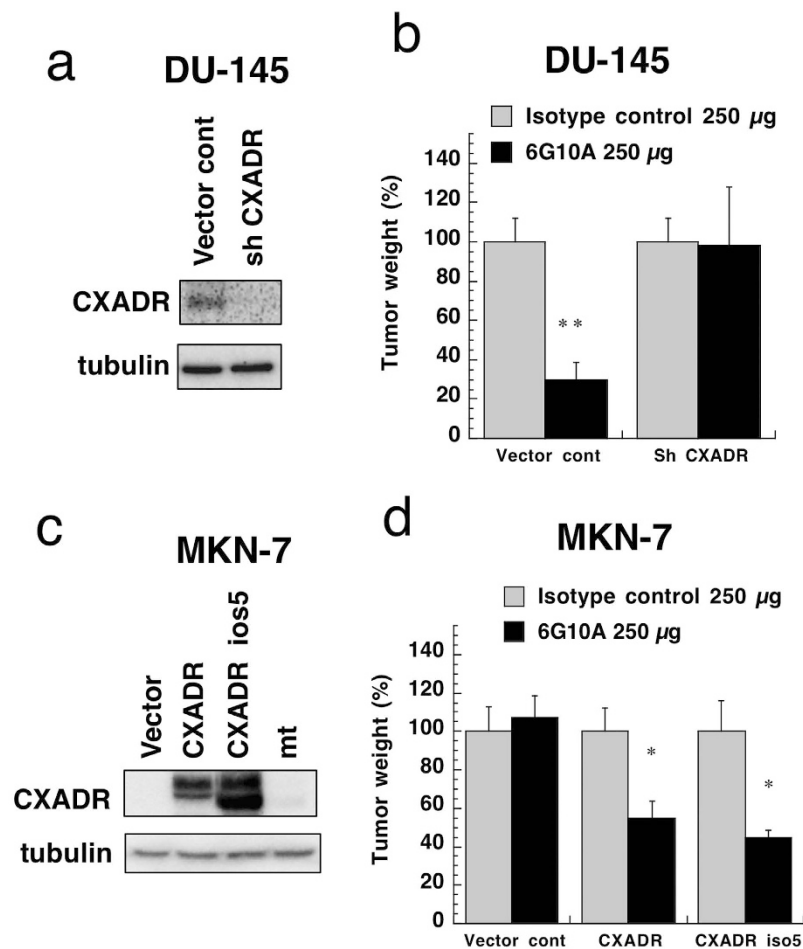 a
DU-145
Vector cont
sh CXADR
CXADR
tubulin
b
DU-145
Isotype control 250 µg
6G10A 250 µg
Tumor weight (%)
140
120
100
80
60
40
20
0
**
Vector cont
Sh CXADR
c
MKN-7
Vector
CXADR
CXADR ios5
mt
CXADR
tubulin
d
MKN-7
Isotype control 250 µg
6G10A 250 µg
Tumor weight (%)
140
120
100
80
60
40
20
0
*
*
Vector cont
CXADR
CXADR iso5